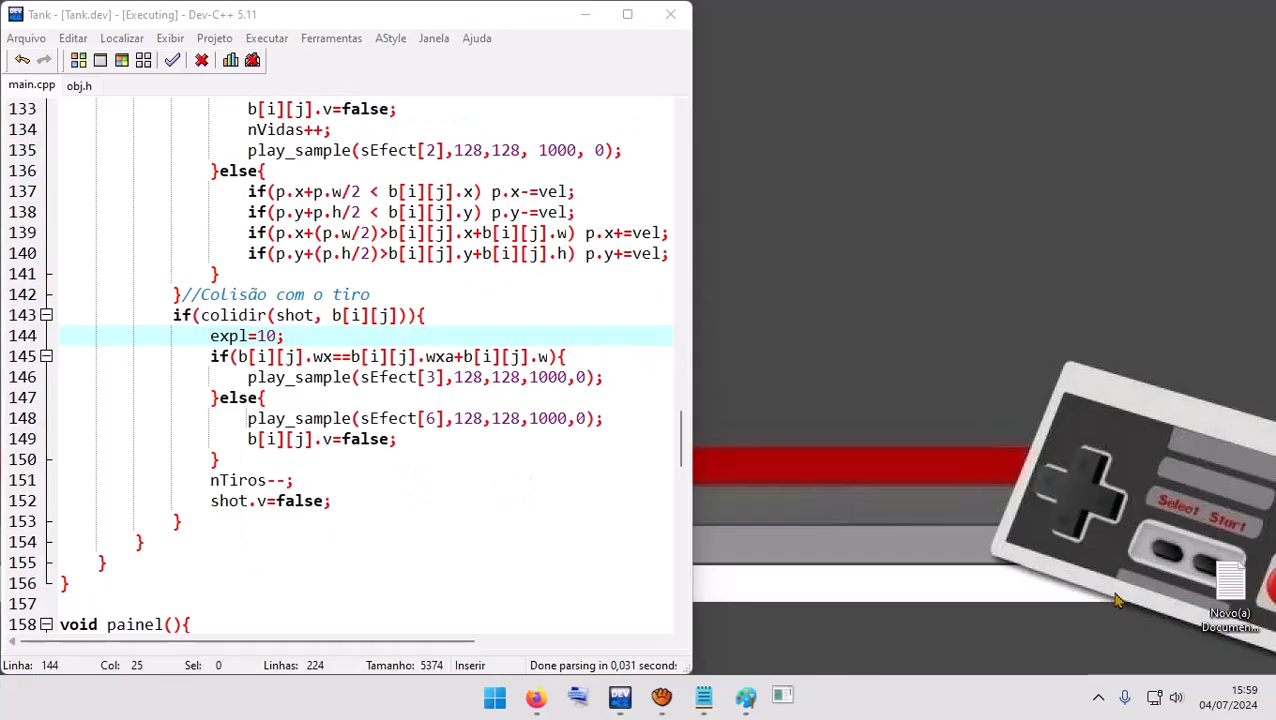 Tank - [Tank.dev] - [Executing] - Dev-C++ 5.11
Arquivo Editar Localizar Exibir Projeto Executar Ferramentas AStyle Janela Ajuda
main.cpp obj.h
133 b[i][j].v=false;
134 nVidas++;
135 play_sample(sEffect[2],128,128, 1000, 0);
136 }else{
137 if(p.x+p.w/2 < b[i][j].x) p.x-=vel;
138 if(p.y+p.h/2 < b[i][j].y) p.y-=vel;
139 if(p.x+(p.w/2)>b[i][j].x+b[i][j].w) p.x+=vel;
140 if(p.y+(p.h/2)>b[i][j].y+b[i][j].h) p.y+=vel;
141 }
142 }//Colisão com o tiro
143 if(colidir(shot, b[i][j])){
144 expl=10;
145 if(b[i][j].wx==b[i][j].wxa+b[i][j].w){
146 play_sample(sEffect[3],128,128,1000,0);
147 }else{
148 play_sample(sEffect[6],128,128,1000,0);
149 b[i][j].v=false;
150 }
151 nTiros--;
152 shot.v=false;
153 }
154 }
155 }
156 }
157
158 void painel(){
Select Start
Novo(a)
Documen...
Linha: 144 Col: 25 Sel: 0 Linhas: 224 Tamanho: 5374 Inserir Done parsing in 0,031 second:
DEV
15:59
04/07/2024